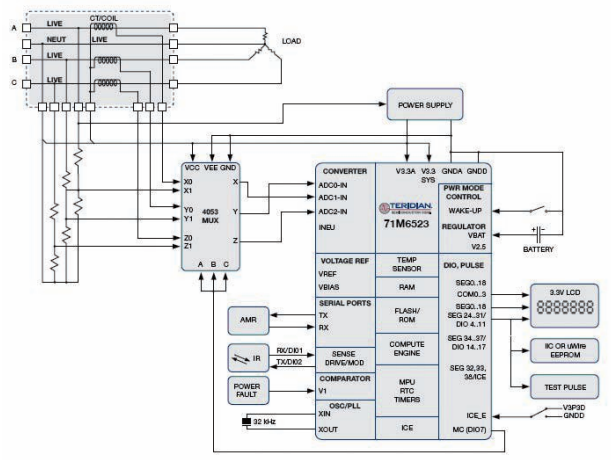 CT/COIL
A
LIVE
NEUT
LIVE
B
LIVE
C
LIVE
LOAD
POWER SUPPLY
VCC VEE GND
X0
X1
Y0
Y1
Z0
Z1
X
Y
Z
4053
MUX
A B C
CONVERTER
ADC0-IN
ADC1-IN
ADC2-IN
INEU
V3.3A
V3.3
SYS
GNDA
GNDD
TERIDIAN
71M6523
PWR MODE
CONTROL
WAKE-UP
REGULATOR
VBAT
V2.5
BATTERY
VOLTAGE REF
VREF
VBIAS
TEMP
SENSOR
RAM
DIO, PULSE
SEG0..18
COM0..3
SEG0..18
SEG 24..31/
DIO 4..11
SEG 34..37/
DIO 14..17
SEG 32,33,
38/ICE
ICE_E
MC (DIO7)
SERIAL PORTS
TX
RX
AMR
FLASH/
ROM
RX/DI01
TX/DI02
IR
SENSE
DRIVE/MOD
COMPUTE
ENGINE
POWER
FAULT
COMPARATOR
V1
MPU
RTC
TIMERS
OSC/PLL
XIN
XOUT
32 kHz
ICE
3.3V LCD
IIC OR uWire
EEPROM
TEST PULSE
V3P3D
GNDD